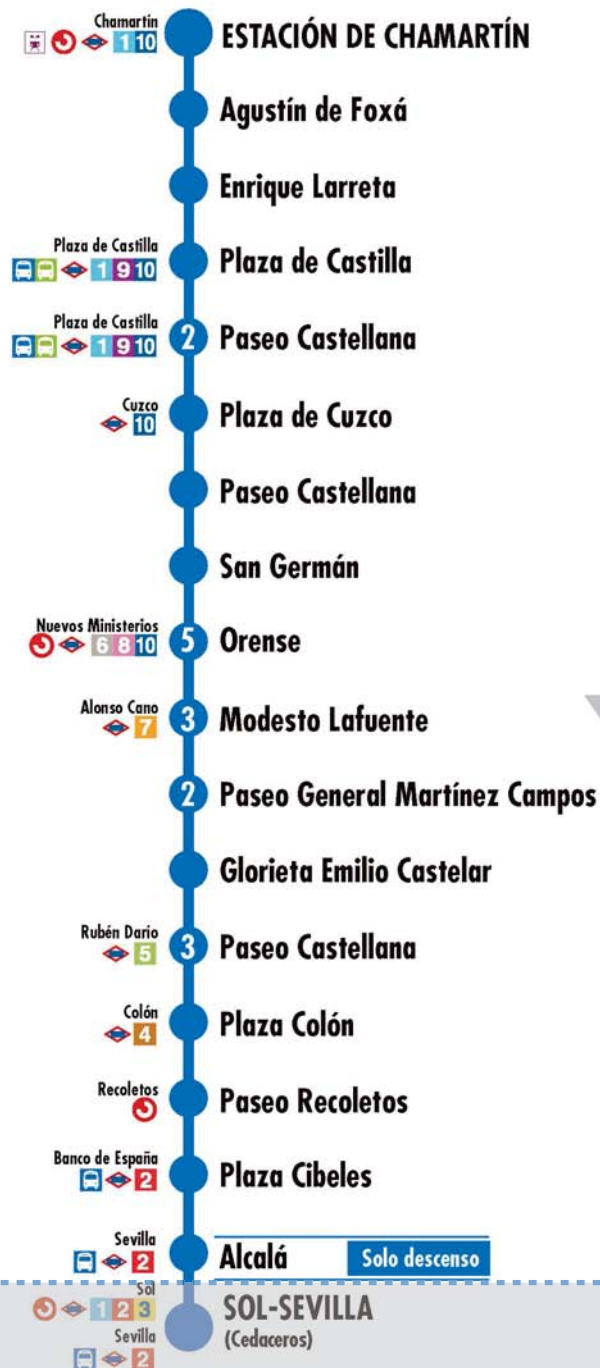 Chamartín
1 10
ESTACIÓN DE CHAMARTÍN
Agustín de Foxá
Enrique Larreta
Plaza de Castilla
1 9 10
Plaza de Castilla
Plaza de Castilla
1 9 10
2
Paseo Castellana
Cuzco
10
Plaza de Cuzco
Paseo Castellana
San Germán
Nuevos Ministerios
6 8 10
5
Orense
Alonso Cano
7
3
Modesto Lafuente
2
Paseo General Martínez Campos
Glorieta Emilio Castelar
Rubén Dario
5
3
Paseo Castellana
Colón
4
Plaza Colón
Recoletos
Paseo Recoletos
Banco de España
2
Plaza Cibeles
Sevilla
2
Alcalá
Solo descenso
Sol
1 2 3
Sevilla
2
SOL-SEVILLA
(Cedaceros)